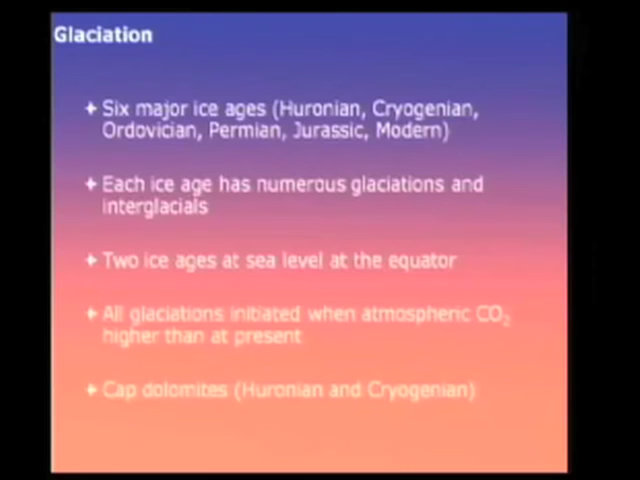 Glaciation
✦ Six major ice ages (Huronian, Cryogenian,
Ordovician, Permian, Jurassic, Modern)
✦ Each ice age has numerous glaciations and
interglacials
✦ Two ice ages at sea level at the equator
✦ All glaciations initiated when atmospheric CO₂
higher than at present
✦ Cap dolomites (Huronian and Cryogenian)